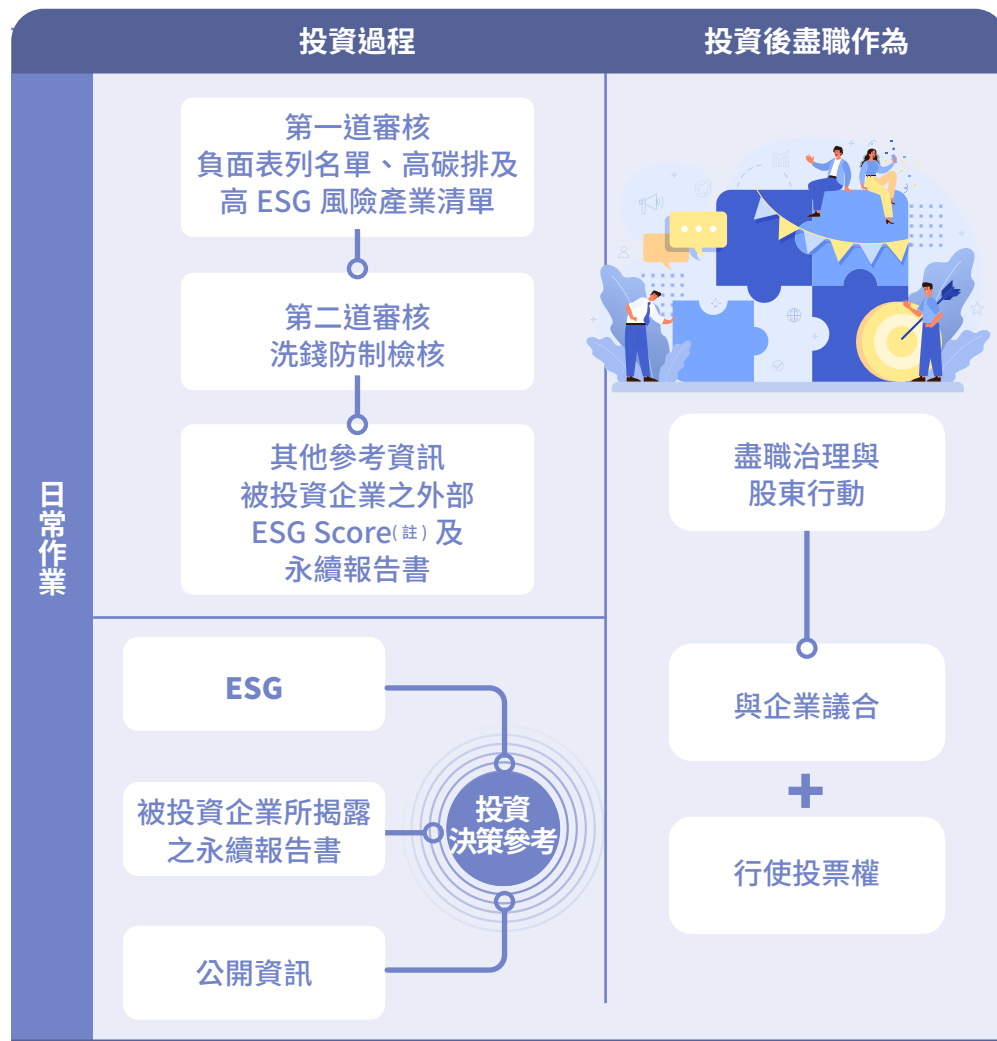 投資過程
投資後盡職作為
日常作業
第一道審核
負面表列名單、高碳排及
高 ESG 風險產業清單
第二道審核
洗錢防制檢核
其他參考資訊
被投資企業之外部
ESG Score(註) 及
永續報告書
ESG
被投資企業所揭露
之永續報告書
公開資訊
投資
決策參考
盡職治理與
股東行動
與企業議合
+
行使投票權